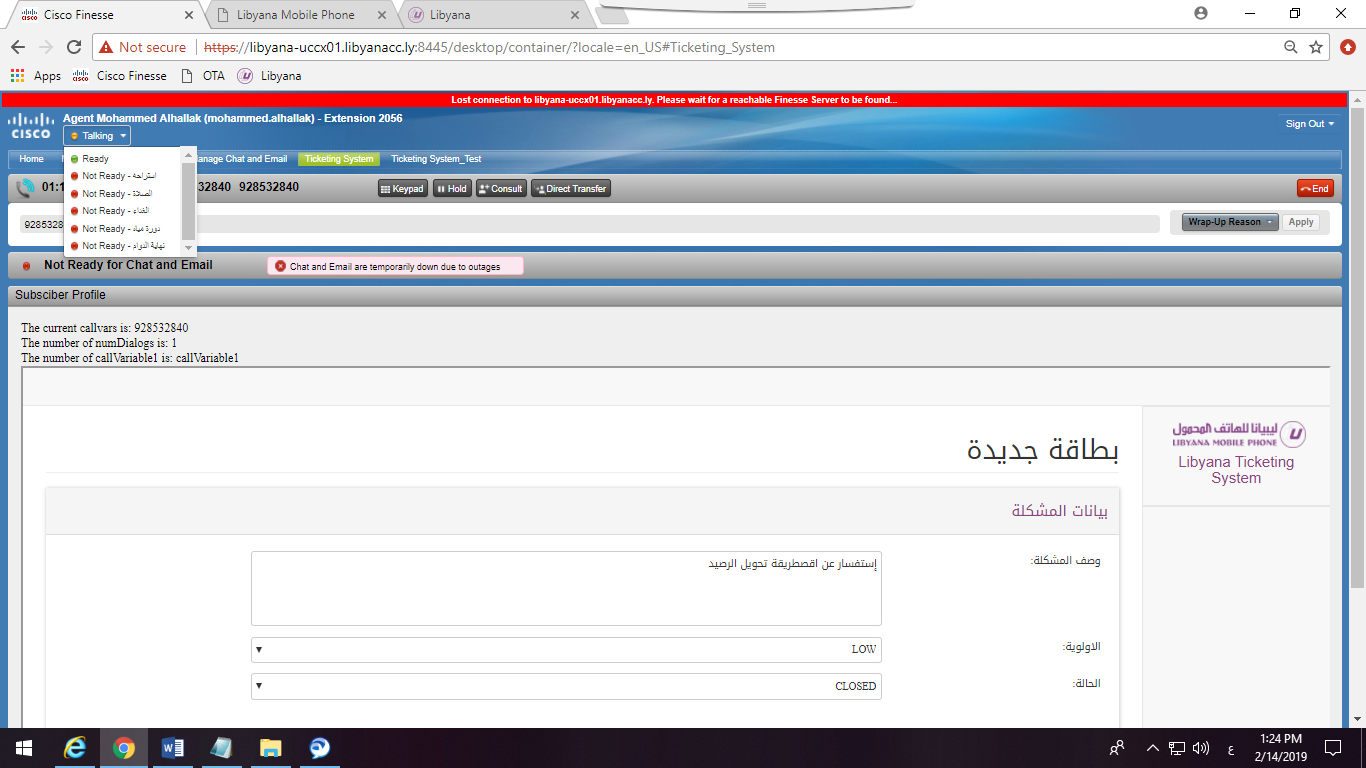 Cisco Finesse
Libyana Mobile Phone
Libyana
Not secure
https://libyana-uccx01.libyanacc.ly:8445/desktop/container/?locale=en_US#Ticketing_System
Apps
Cisco Finesse
OTA
Libyana
Lost connection to libyana-uccx01.libyanacc.ly. Please wait for a reachable Finesse Server to be found...
CISCO
Agent Mohammed Alhallak (mohammed.alhallak) - Extension 2056
Talking
Sign Out
Home
anage Chat and Email
Ticketing System
Ticketing System_Test
Ready
Not Ready - استراحة
Not Ready - الصلاة
Not Ready - الغداء
Not Ready - دورة مياه
Not Ready - نهاية الدوام
01:1
32840 928532840
Keypad
Hold
Consult
Direct Transfer
End
9285328
Wrap-Up Reason
Apply
Not Ready for Chat and Email
Chat and Email are temporarily down due to outages
Subsciber Profile
The current callvars is: 928532840
The number of numDialogs is: 1
The number of callVariable1 is: callVariable1
ليبيانا للهاتف المحمول
LIBYANA MOBILE PHONE
Libyana Ticketing
System
بطاقة جديدة
بيانات المشكلة
وصف المشكلة:
إستفسار عن اقصطريقة تحويل الرصيد
الاولوية:
LOW
الحالة:
CLOSED
ع
1:24 PM
2/14/2019